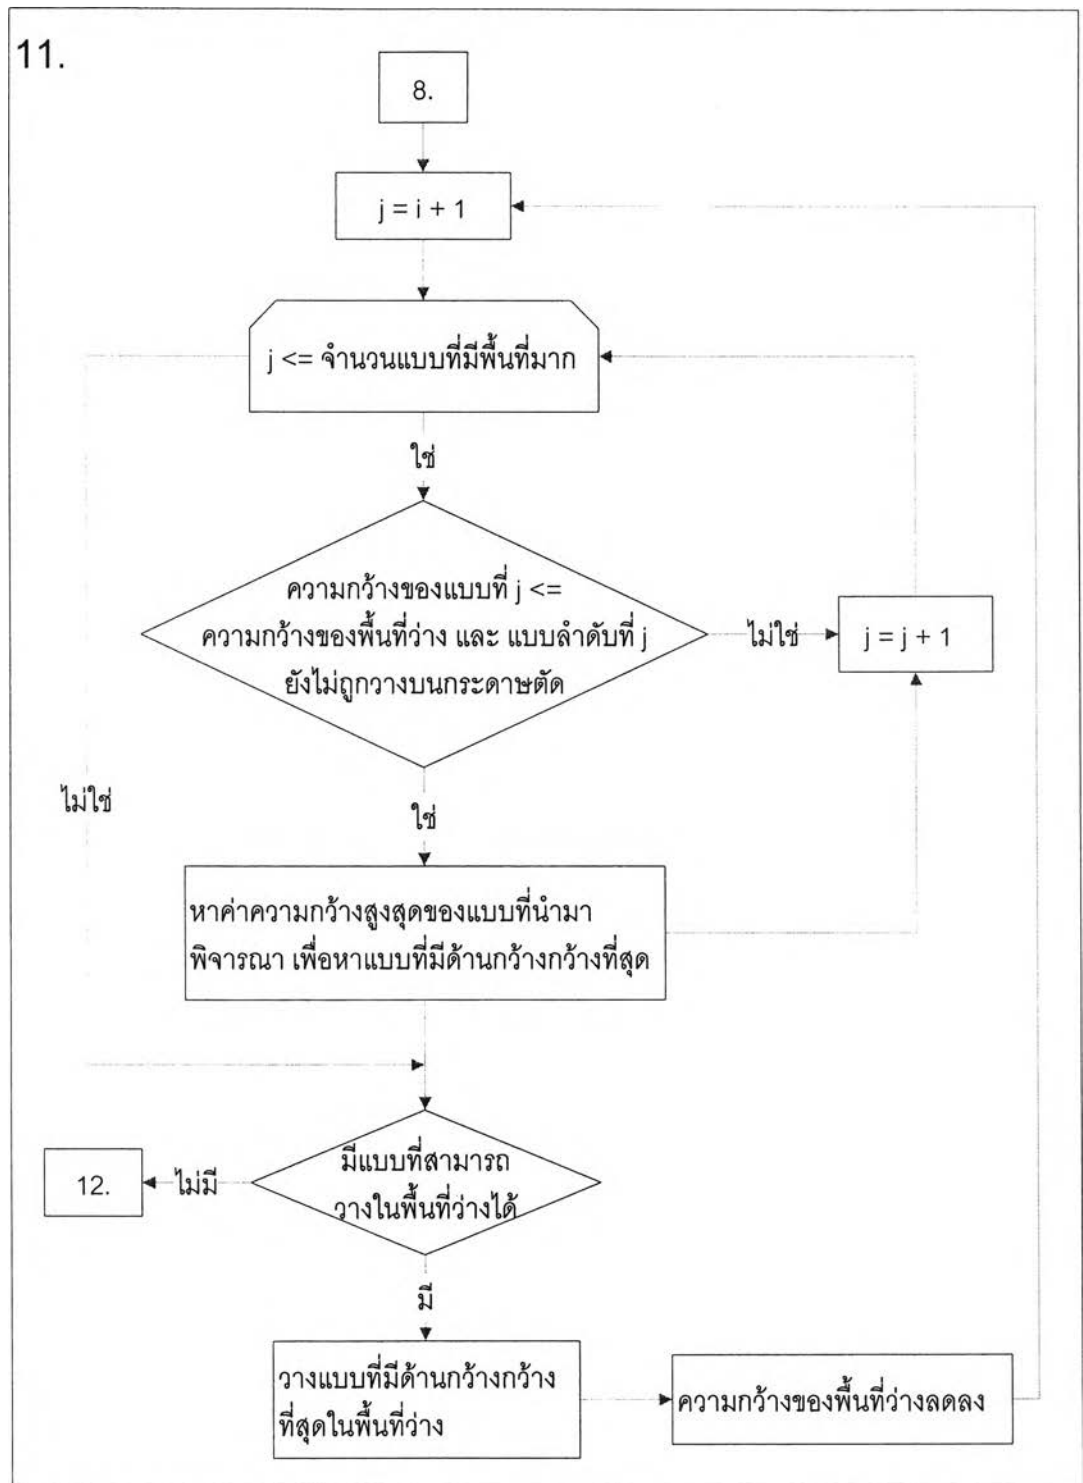 11.
8.
j = i + 1
j <= จำนวนแบบที่มีพื้นที่มาก
ใช่
ความกว้างของแบบที่ j <=
ความกว้างของพื้นที่ว่าง และ แบบลำดับที่ j
ยังไม่ถูกวางบนกระดาษตัด
ไม่ใช่
j = j + 1
ไม่ใช่
ใช่
หาค่าความกว้างสูงสุดของแบบที่นำมา
พิจารณา เพื่อหาแบบที่มีด้านกว้างกว้างที่สุด
มีแบบที่สามารถ
วางในพื้นที่ว่างได้
ไม่มี
12.
มี
วางแบบที่มีด้านกว้างกว้าง
ที่สุดในพื้นที่ว่าง
ความกว้างของพื้นที่ว่างลดลง